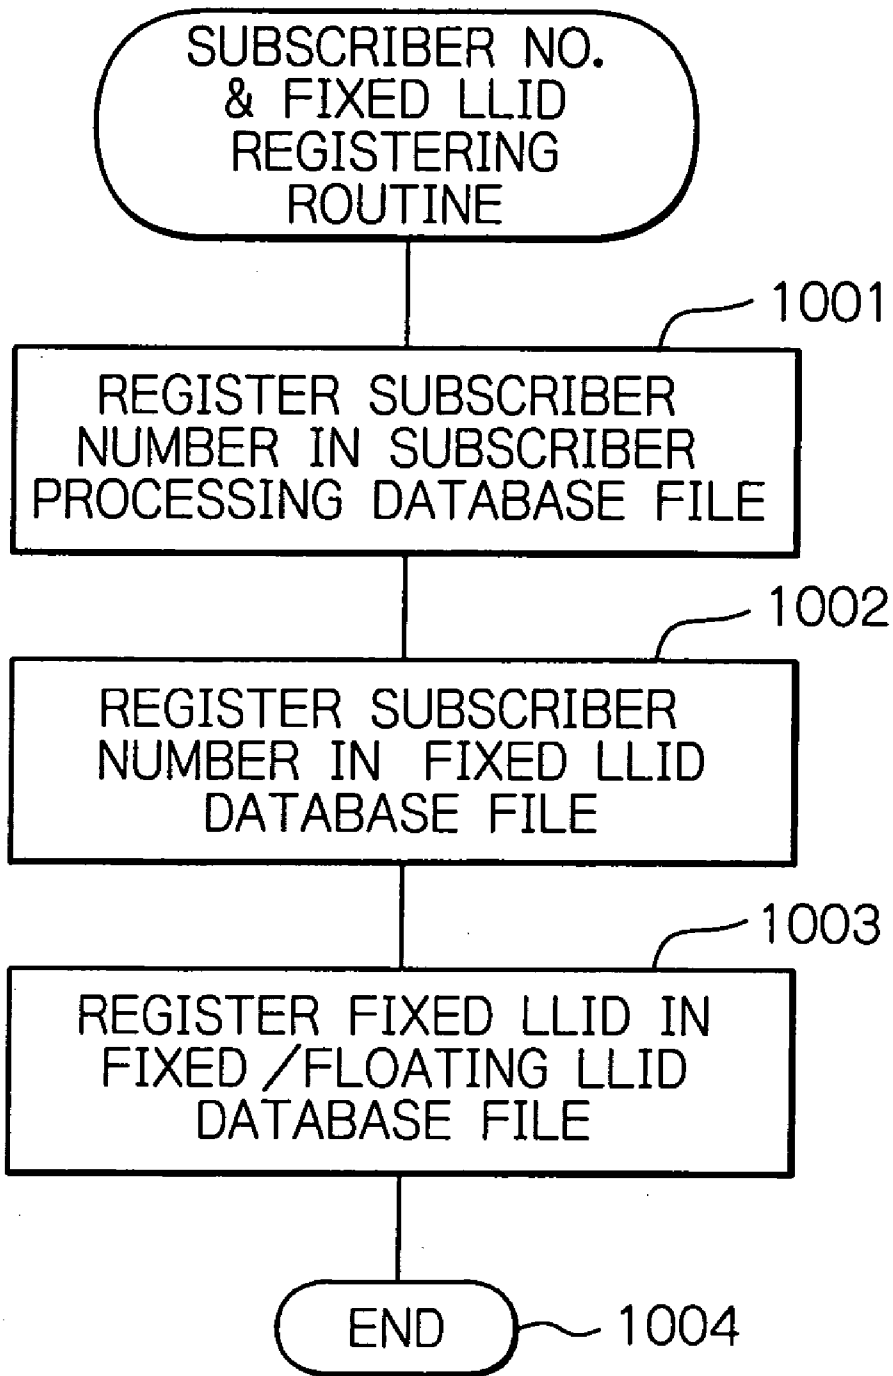 SUBSCRIBER NO.
& FIXED LLID
REGISTERING
ROUTINE
1001
REGISTER SUBSCRIBER
NUMBER IN SUBSCRIBER
PROCESSING DATABASE FILE
1002
REGISTER SUBSCRIBER
NUMBER IN FIXED LLID
DATABASE FILE
1003
REGISTER FIXED LLID IN
FIXED/FLOATING LLID
DATABASE FILE
END
1004